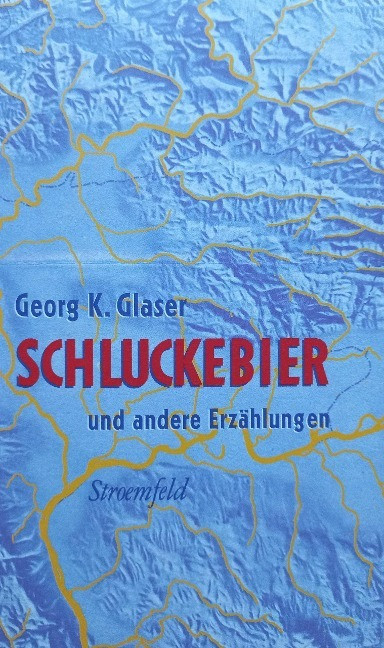 Georg K. Glaser
SCHLUCKEBIER
und andere Erzählungen
Stroemfeld